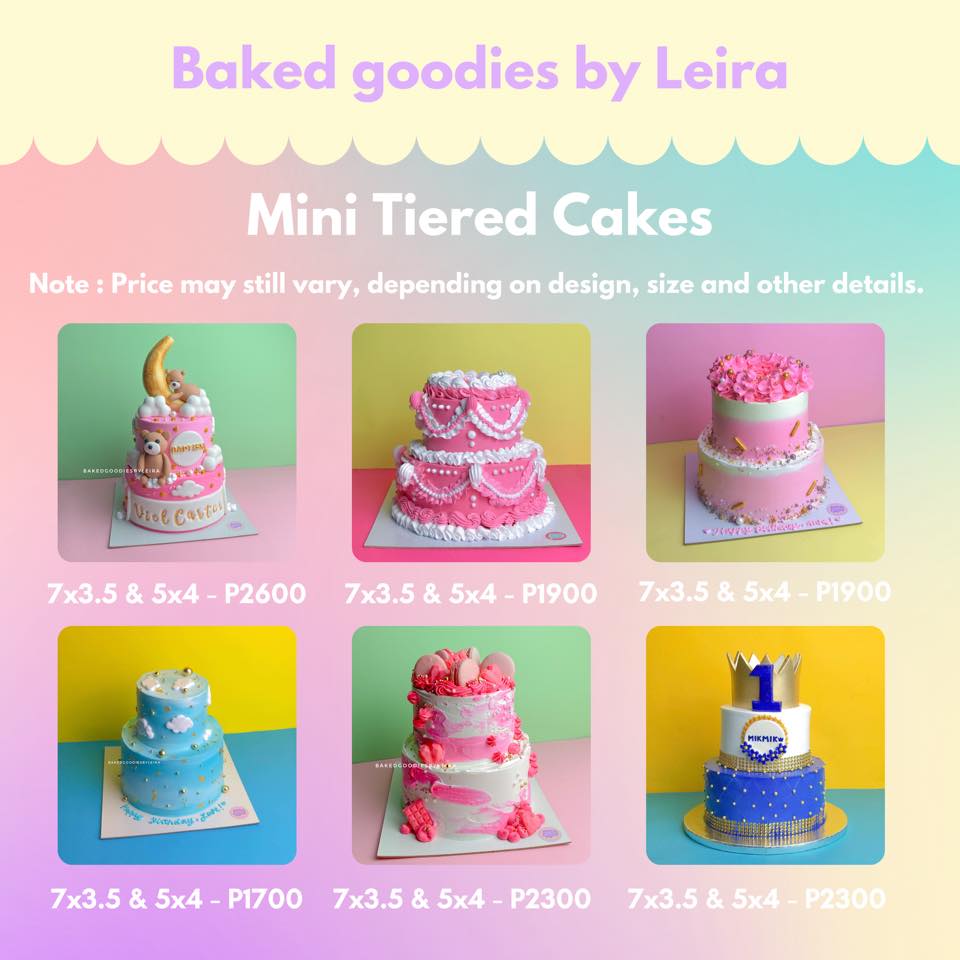 Baked goodies by Leira
Mini Tiered Cakes
Note : Price may still vary, depending on design, size and other details.
BAKEDGOODIESBYLEIRA
7x3.5 & 5x4 - P2600
7x3.5 & 5x4 - P1900
7x3.5 & 5x4 - P1900
BAKEDGOODIESBYLEIRA
Happy Birthday,
BAKEDGOODIESBYLEIRA
1
MIKMIK
7x3.5 & 5x4 - P1700
7x3.5 & 5x4 - P2300
7x3.5 & 5x4 - P2300